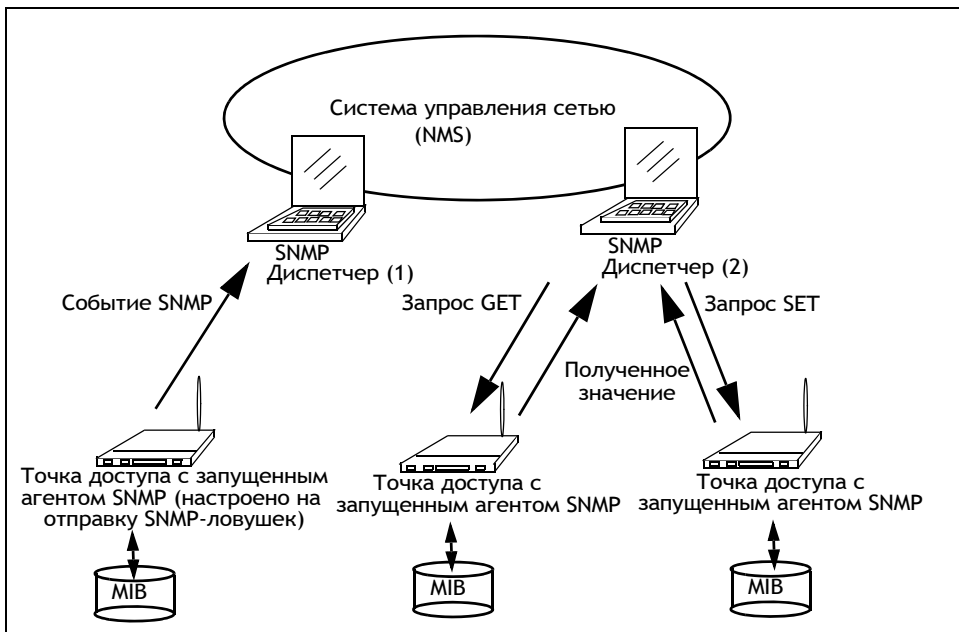 Система управления сетью
(NMS)
SNMP
Диспетчер (1)
SNMP
Диспетчер (2)
Событие SNMP
Запрос GET
Запрос SET
Полученное
значение
Точка доступа с запущенным
агентом SNMP (настроено на
отправку SNMP-ловушек)
Точка доступа с
запущенным агентом SNMP
Точка доступа с
запущенным агентом SNMP
MIB
MIB
MIB